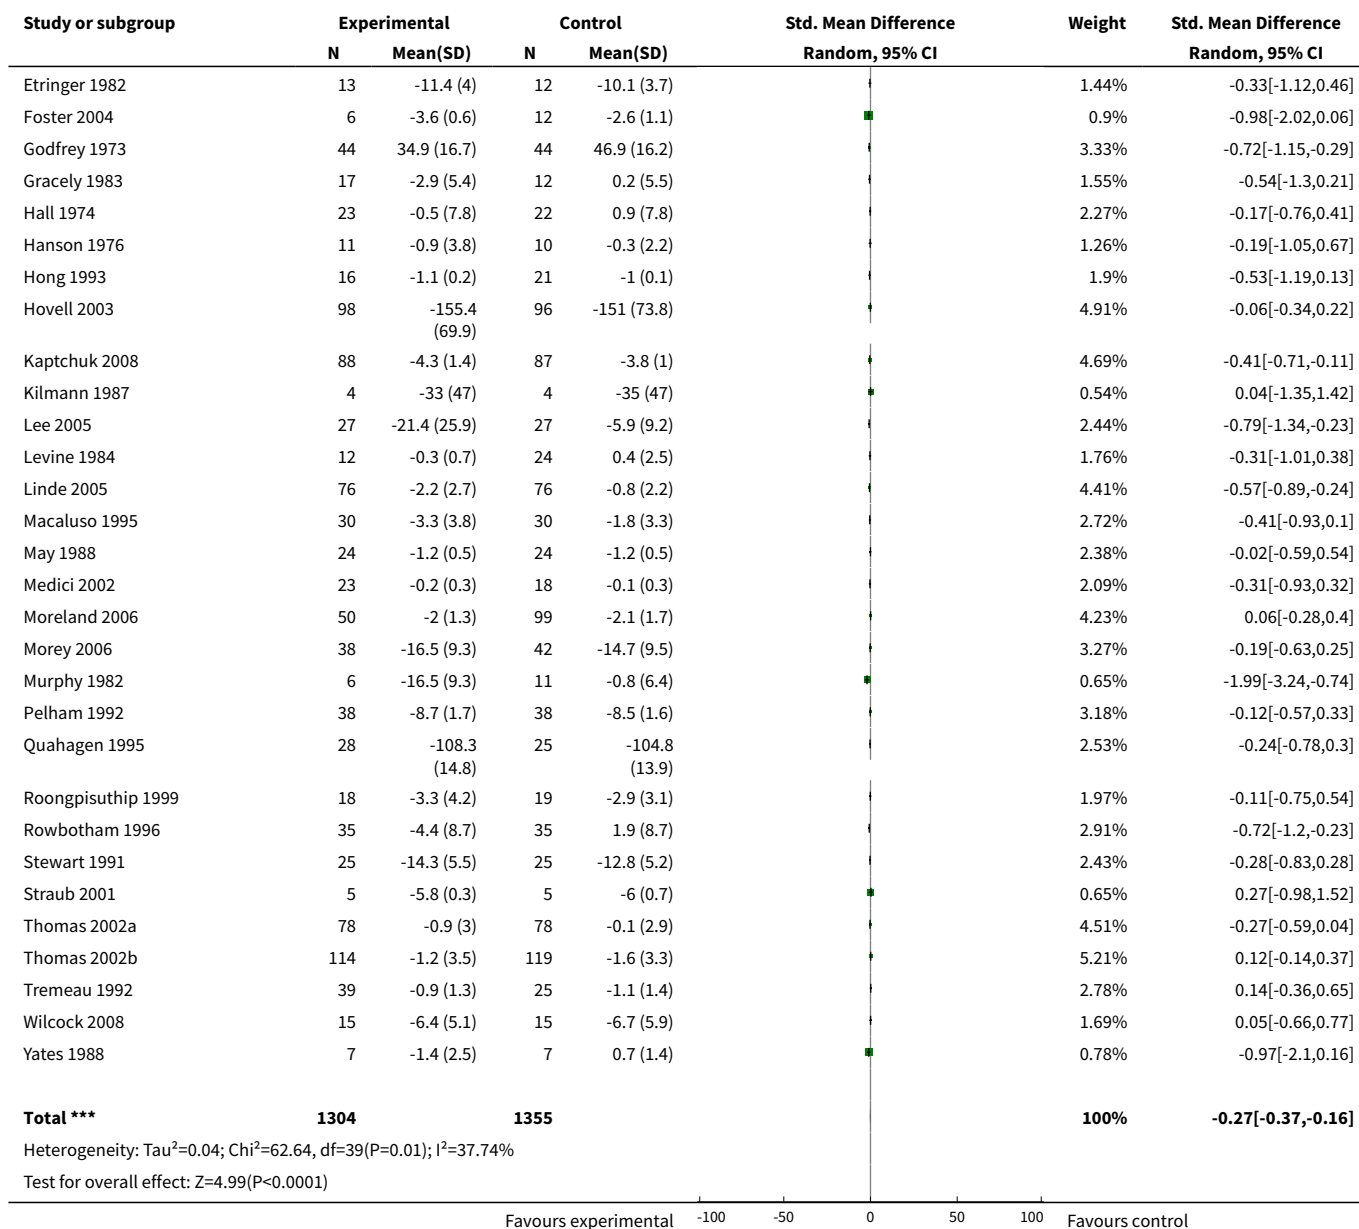 Study or subgroup Experimental Control Std. Mean Difference Weight Std. Mean Difference
N Mean(SD) N Mean(SD) Random, 95% CI Random, 95% CI
Etringer 1982 13 -11.4 (4) 12 -10.1 (3.7) 1.44% -0.33[-1.12,0.46]
Foster 2004 6 -3.6 (0.6) 12 -2.6 (1.1) 0.9% -0.98[-2.02,0.06]
Godfrey 1973 44 34.9 (16.7) 44 46.9 (16.2) 3.33% -0.72[-1.15,-0.29]
Gracely 1983 17 -2.9 (5.4) 12 0.2 (5.5) 1.55% -0.54[-1.3,0.21]
Hall 1974 23 -0.5 (7.8) 22 0.9 (7.8) 2.27% -0.17[-0.76,0.41]
Hanson 1976 11 -0.9 (3.8) 10 -0.3 (2.2) 1.26% -0.19[-1.05,0.67]
Hong 1993 16 -1.1 (0.2) 21 -1 (0.1) 1.9% -0.53[-1.19,0.13]
Hovell 2003 98 -155.4 96 -151 (73.8) 4.91% -0.06[-0.34,0.22]
(69.9)
Kaptchuk 2008 88 -4.3 (1.4) 87 -3.8 (1) 4.69% -0.41[-0.71,-0.11]
Kilmann 1987 4 -33 (47) 4 -35 (47) 0.54% 0.04[-1.35,1.42]
Lee 2005 27 -21.4 (25.9) 27 -5.9 (9.2) 2.44% -0.79[-1.34,-0.23]
Levine 1984 12 -0.3 (0.7) 24 0.4 (2.5) 1.76% -0.31[-1.01,0.38]
Linde 2005 76 -2.2 (2.7) 76 -0.8 (2.2) 4.41% -0.57[-0.89,-0.24]
Macaluso 1995 30 -3.3 (3.8) 30 -1.8 (3.3) 2.72% -0.41[-0.93,0.1]
May 1988 24 -1.2 (0.5) 24 -1.2 (0.5) 2.38% -0.02[-0.59,0.54]
Medici 2002 23 -0.2 (0.3) 18 -0.1 (0.3) 2.09% -0.31[-0.93,0.32]
Moreland 2006 50 -2 (1.3) 99 -2.1 (1.7) 4.23% 0.06[-0.28,0.4]
Morey 2006 38 -16.5 (9.3) 42 -14.7 (9.5) 3.27% -0.19[-0.63,0.25]
Murphy 1982 6 -16.5 (9.3) 11 -0.8 (6.4) 0.65% -1.99[-3.24,-0.74]
Pelham 1992 38 -8.7 (1.7) 38 -8.5 (1.6) 3.18% -0.12[-0.57,0.33]
Quahagen 1995 28 -108.3 25 -104.8 2.53% -0.24[-0.78,0.3]
(14.8) (13.9)
Roongpisuthip 1999 18 -3.3 (4.2) 19 -2.9 (3.1) 1.97% -0.11[-0.75,0.54]
Rowbotham 1996 35 -4.4 (8.7) 35 1.9 (8.7) 2.91% -0.72[-1.2,-0.23]
Stewart 1991 25 -14.3 (5.5) 25 -12.8 (5.2) 2.43% -0.28[-0.83,0.28]
Straub 2001 5 -5.8 (0.3) 5 -6 (0.7) 0.65% 0.27[-0.98,1.52]
Thomas 2002a 78 -0.9 (3) 78 -0.1 (2.9) 4.51% -0.27[-0.59,0.04]
Thomas 2002b 114 -1.2 (3.5) 119 -1.6 (3.3) 5.21% 0.12[-0.14,0.37]
Tremeau 1992 39 -0.9 (1.3) 25 -1.1 (1.4) 2.78% 0.14[-0.36,0.65]
Wilcock 2008 15 -6.4 (5.1) 15 -6.7 (5.9) 1.69% 0.05[-0.66,0.77]
Yates 1988 7 -1.4 (2.5) 7 0.7 (1.4) 0.78% -0.97[-2.1,0.16]
Total *** 1304 1355 100% -0.27[-0.37,-0.16]
Heterogeneity: Tau²=0.04; Chi²=62.64, df=39(P=0.01); I²=37.74%
Test for overall effect: Z=4.99(P<0.0001)
Favours experimental -100 -50 0 50 100 Favours control